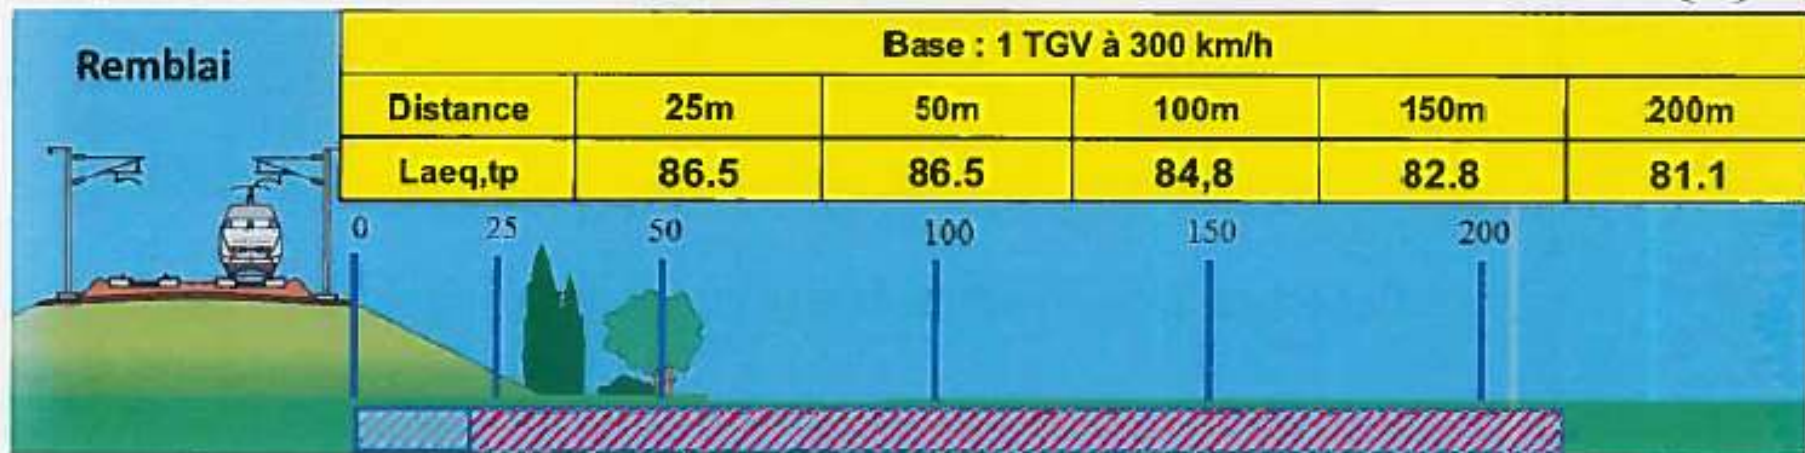 Remblai
Base : 1 TGV à 300 km/h
Distance 25m 50m 100m 150m 200m
Laeq,tp 86.5 86.5 84,8 82.8 81.1
0 25 50 100 150 200